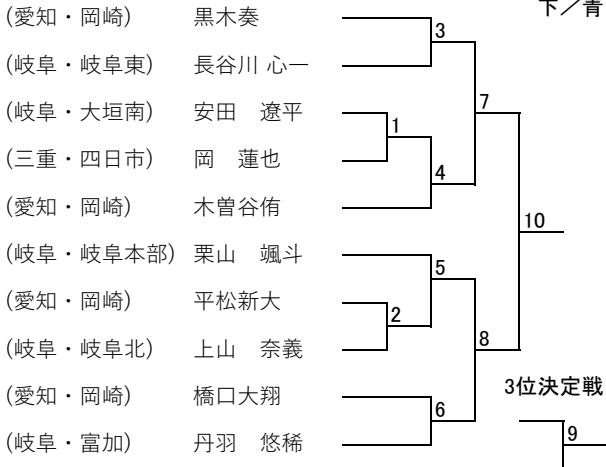 下／青
(愛知・岡崎) 黒木奏
3
(岐阜・岐阜東) 長谷川 心一
7
(岐阜・大垣南) 安田　遼平
1
(三重・四日市) 岡　蓮也
4
(愛知・岡崎) 木曽谷侑
10
(岐阜・岐阜本部) 栗山　颯斗
5
(愛知・岡崎) 平松新大
2
(岐阜・岐阜北) 上山　奈義
8
(愛知・岡崎) 橋口大翔
3位決定戦
6
(岐阜・富加) 丹羽　悠稀
9